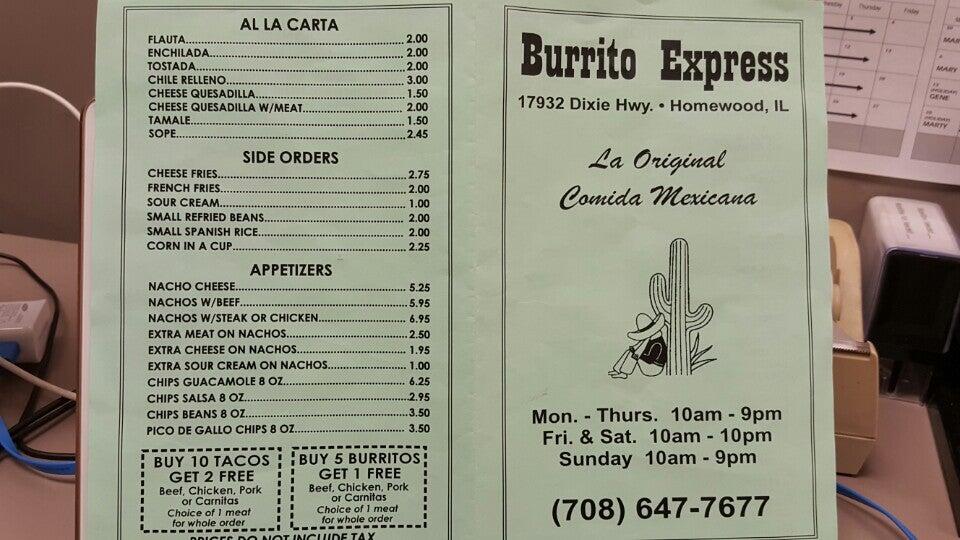 AL LA CARTA
FLAUTA 2.00
ENCHILADA 2.00
TOSTADA 2.00
CHILE RELLENO 3.00
CHEESE QUESADILLA 1.50
CHEESE QUESADILLA W/MEAT 2.00
TAMALE 1.50
SOPE 2.45
SIDE ORDERS
CHEESE FRIES 2.75
FRENCH FRIES 2.00
SOUR CREAM 1.00
SMALL REFRIED BEANS 2.00
SMALL SPANISH RICE 2.00
CORN IN A CUP 2.25
APPETIZERS
NACHO CHEESE 5.25
NACHOS W/BEEF 5.95
NACHOS W/STEAK OR CHICKEN 6.95
EXTRA MEAT ON NACHOS 2.50
EXTRA CHEESE ON NACHOS 1.95
EXTRA SOUR CREAM ON NACHOS 1.00
CHIPS GUACAMOLE 8 OZ. 6.25
CHIPS SALSA 8 OZ. 2.95
CHIPS BEANS 8 OZ. 3.50
PICO DE GALLO CHIPS 8 OZ. 3.50
BUY 10 TACOS
GET 2 FREE
Beef, Chicken, Pork
or Carnitas
Choice of 1 meat
for whole order
BUY 5 BURRITOS
GET 1 FREE
Beef, Chicken, Pork
or Carnitas
Choice of 1 meat
for whole order
PRICES DO NOT INCLUDE TAX
Burrito Express
17932 Dixie Hwy. • Homewood, IL
La Original
Comida Mexicana
Mon. - Thurs. 10am - 9pm
Fri. & Sat. 10am - 10pm
Sunday 10am - 9pm
(708) 647-7677
MARY
GENE
MARTY